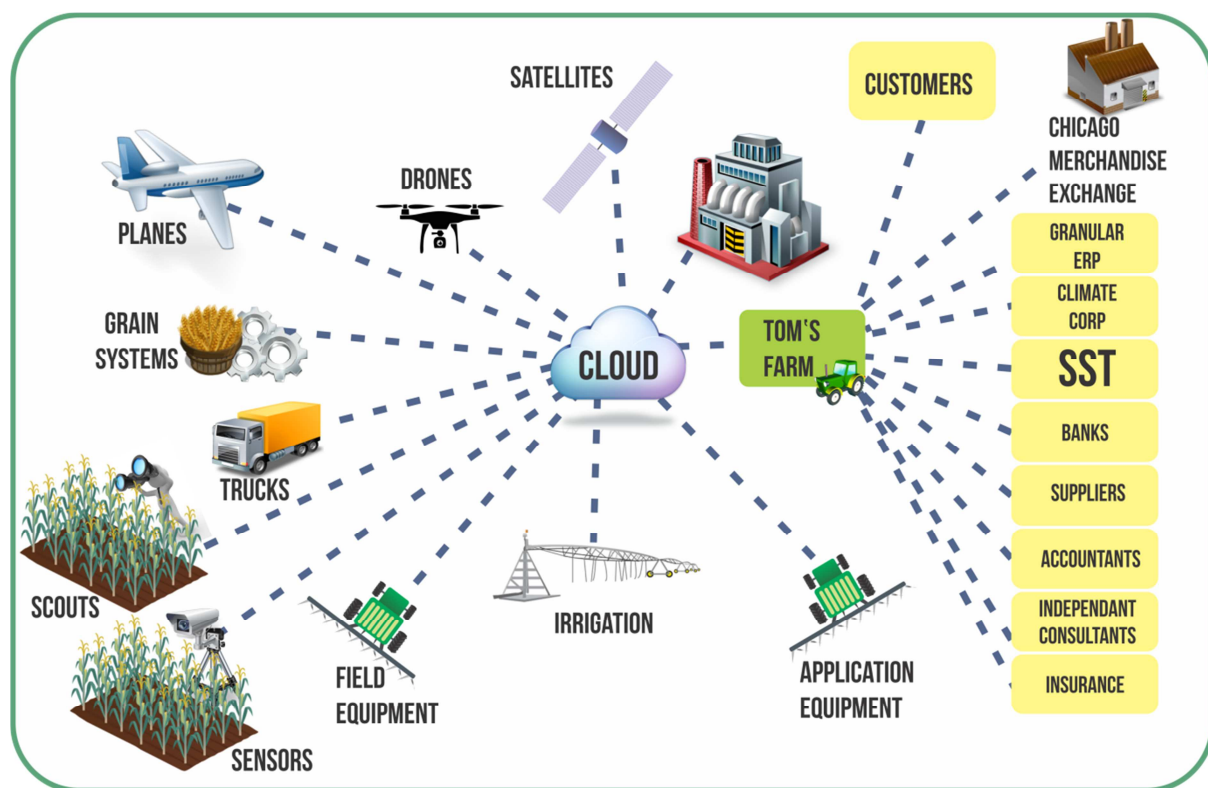 SATELLITES
CUSTOMERS
CHICAGO
MERCHANDISE
EXCHANGE
DRONES
PLANES
GRANULAR
ERP
CLIMATE
CORP
GRAIN
SYSTEMS
CLOUD
TOM'S
FARM
SST
BANKS
TRUCKS
SUPPLIERS
ACCOUNTANTS
SCOUTS
IRRIGATION
INDEPENDANT
CONSULTANTS
FIELD
EQUIPMENT
APPLICATION
EQUIPMENT
INSURANCE
SENSORS